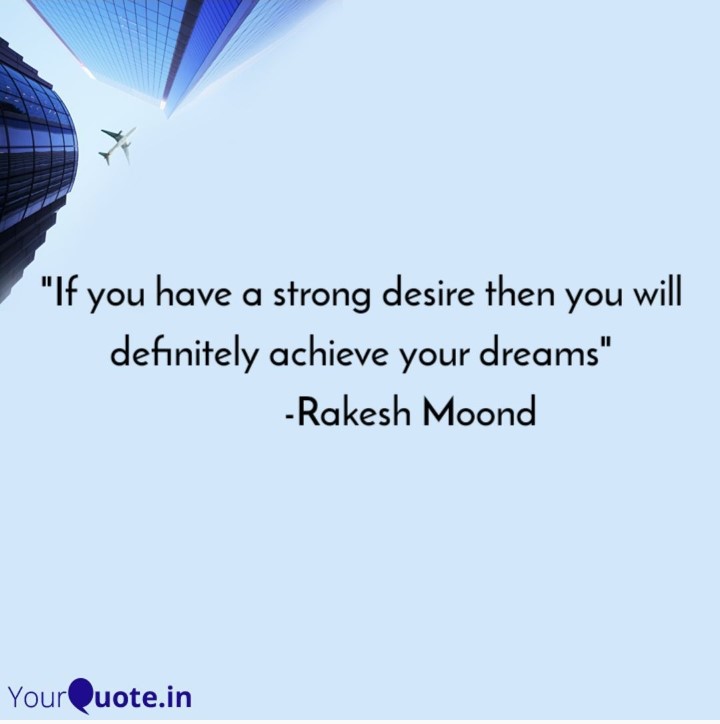 "If you have a strong desire then you will
definitely achieve your dreams"
-Rakesh Moond
YourQuote.in